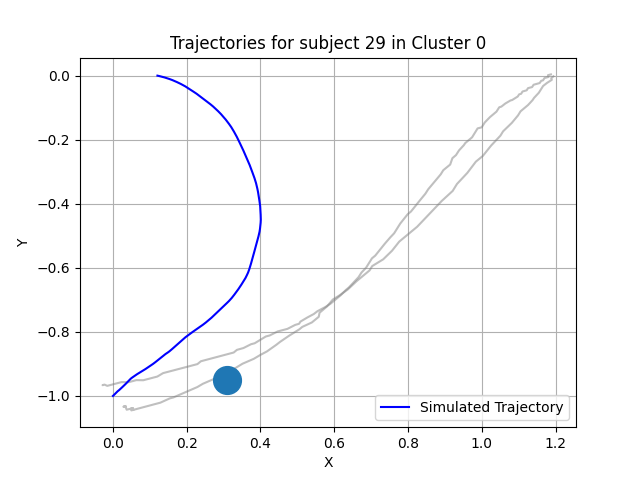 Trajectories for subject 29 in Cluster 0
0.0
−0.2
−0.4
−0.6
−0.8
−1.0
Y
0.0 0.2 0.4 0.6 0.8 1.0 1.2
X
Simulated Trajectory